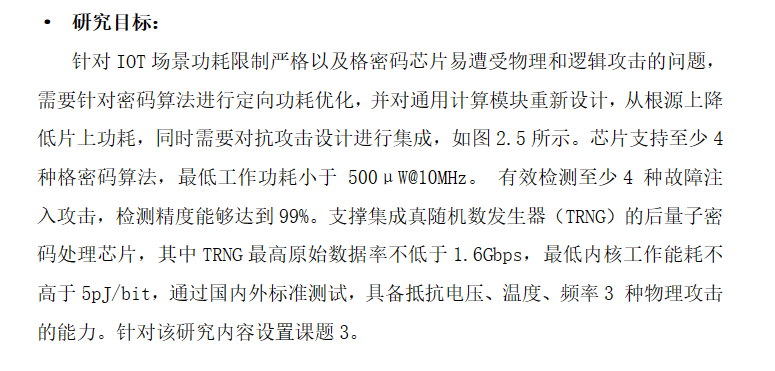 • 研究目标：
针对 IOT 场景功耗限制严格以及格密码芯片易遭受物理和逻辑攻击的问题，
需要针对密码算法进行定向功耗优化，并对通用计算模块重新设计，从根源上降
低片上功耗，同时需要对抗攻击设计进行集成，如图 2.5 所示。芯片支持至少 4
种格密码算法，最低工作功耗小于 500μW@10MHz。 有效检测至少 4 种故障注
入攻击，检测精度能够达到 99%。支撑集成真随机数发生器（TRNG）的后量子密
码处理芯片，其中 TRNG 最高原始数据率不低于 1.6Gbps，最低内核工作能耗不
高于 5pJ/bit，通过国内外标准测试，具备抵抗电压、温度、频率 3 种物理攻击
的能力。针对该研究内容设置课题 3。